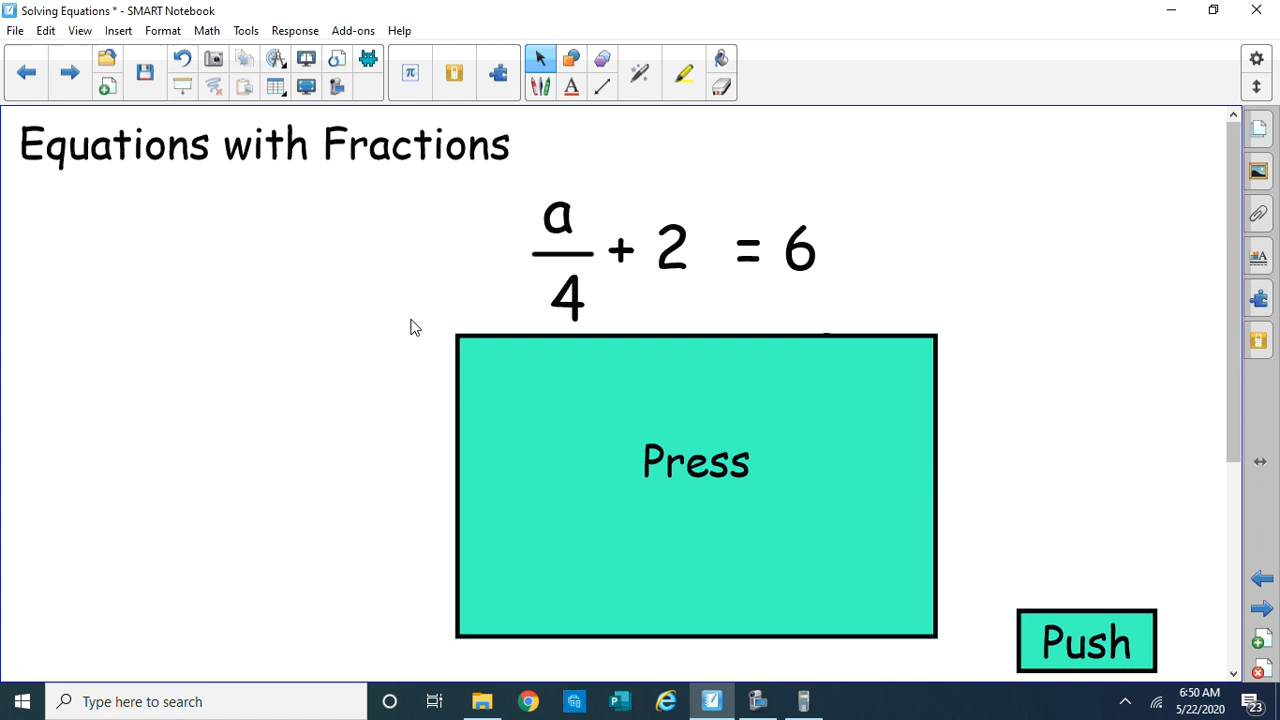 Solving Equations * - SMART Notebook
File Edit View Insert Format Math Tools Response Add-ons Help
π
A
Equations with Fractions
a
4
+ 2 = 6
Press
Push
Type here to search
6:50 AM
5/22/2020
23